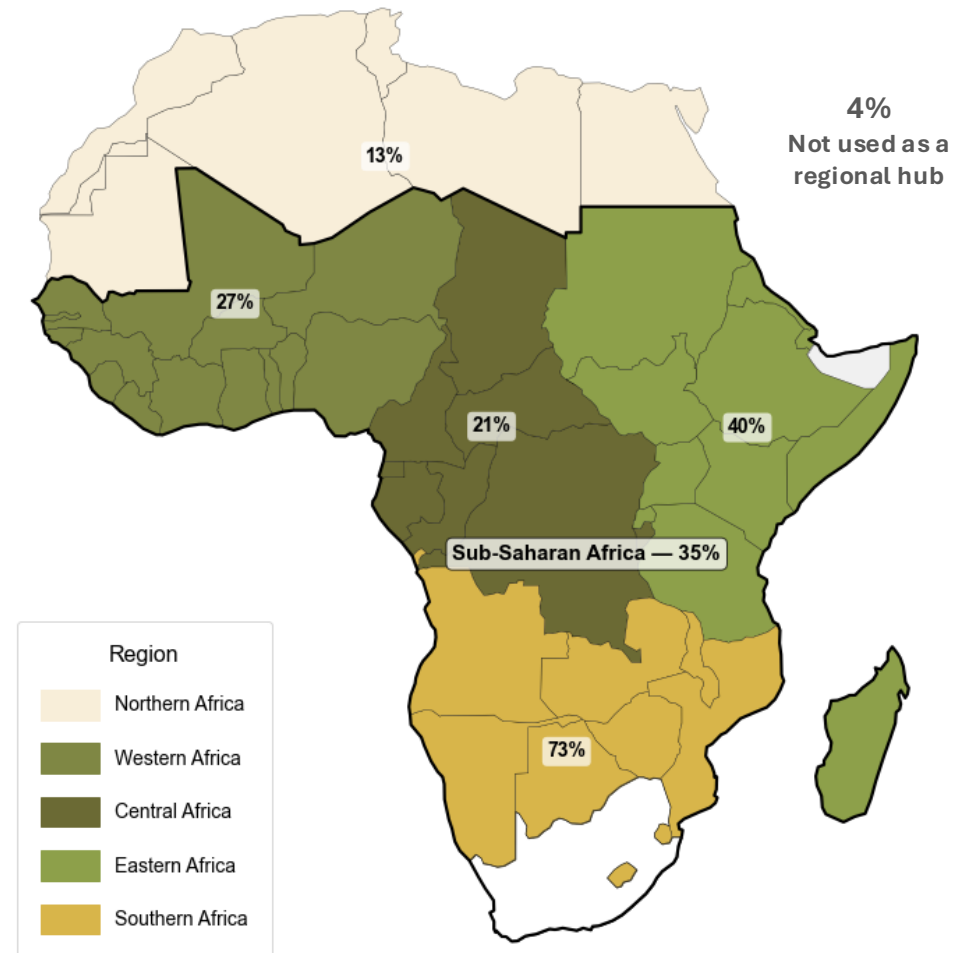 4%
Not used as a
regional hub
13%
27%
21%
40%
Sub-Saharan Africa — 35%
73%
Region
Northern Africa
Western Africa
Central Africa
Eastern Africa
Southern Africa